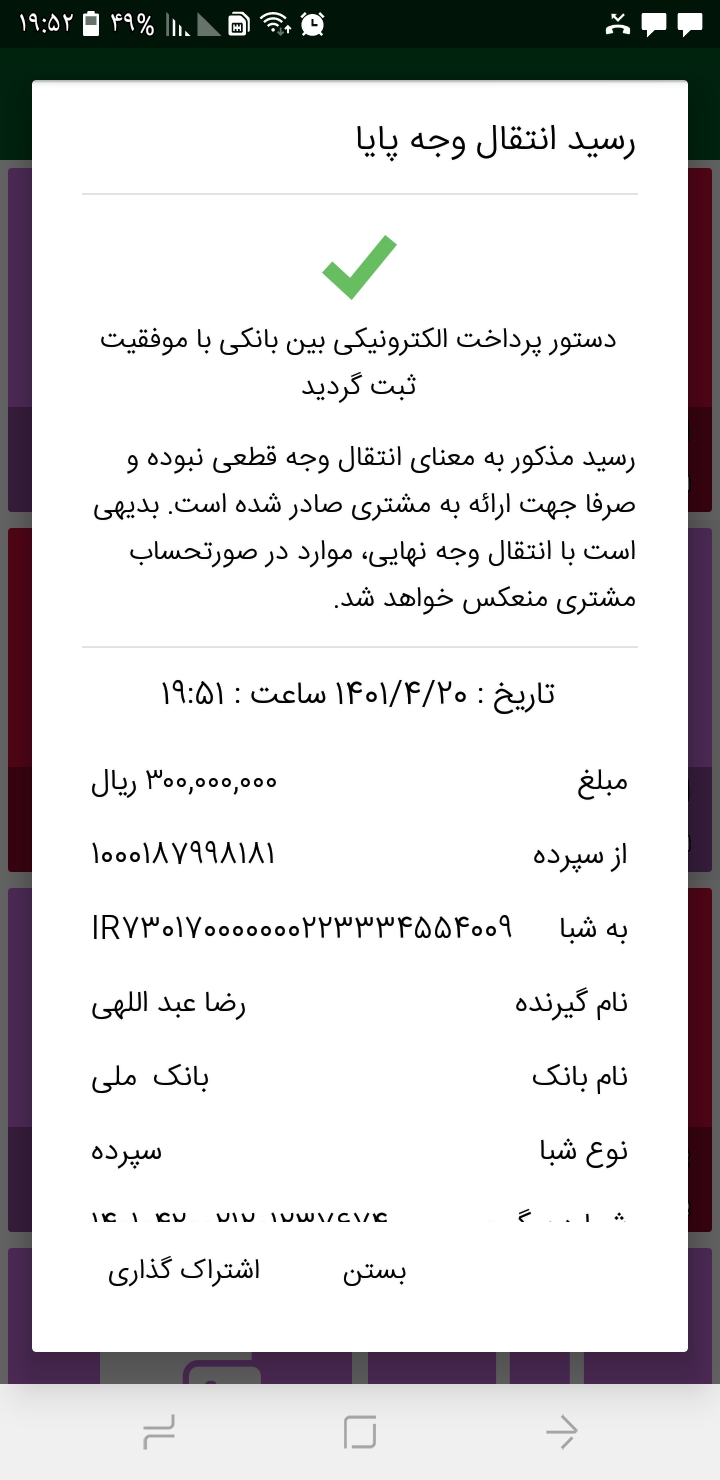 ۱۹:۵۲ ۴۹%
رسید انتقال وجه پایا
دستور پرداخت الکترونیکی بین بانکی با موفقیت
ثبت گردید
رسید مذکور به معنای انتقال وجه قطعی نبوده و
صرفا جهت ارائه به مشتری صادر شده است. بدیهی
است با انتقال وجه نهایی، موارد در صورتحساب
مشتری منعکس خواهد شد.
تاریخ : ۱۴۰۱/۴/۲۰ ساعت : ۱۹:۵۱
مبلغ ۳۰۰,۰۰۰,۰۰۰ ریال
از سپرده ۱۰۰۰۱۸۷۹۹۸۱۸۱
به شبا IR۷۳۰۱۷۰۰۰۰۰۰۰۲۲۳۳۳۴۵۵۴۰۰۹
نام گیرنده رضا عبد اللهی
نام بانک بانک ملی
نوع شبا سپرده
بستن اشتراک گذاری